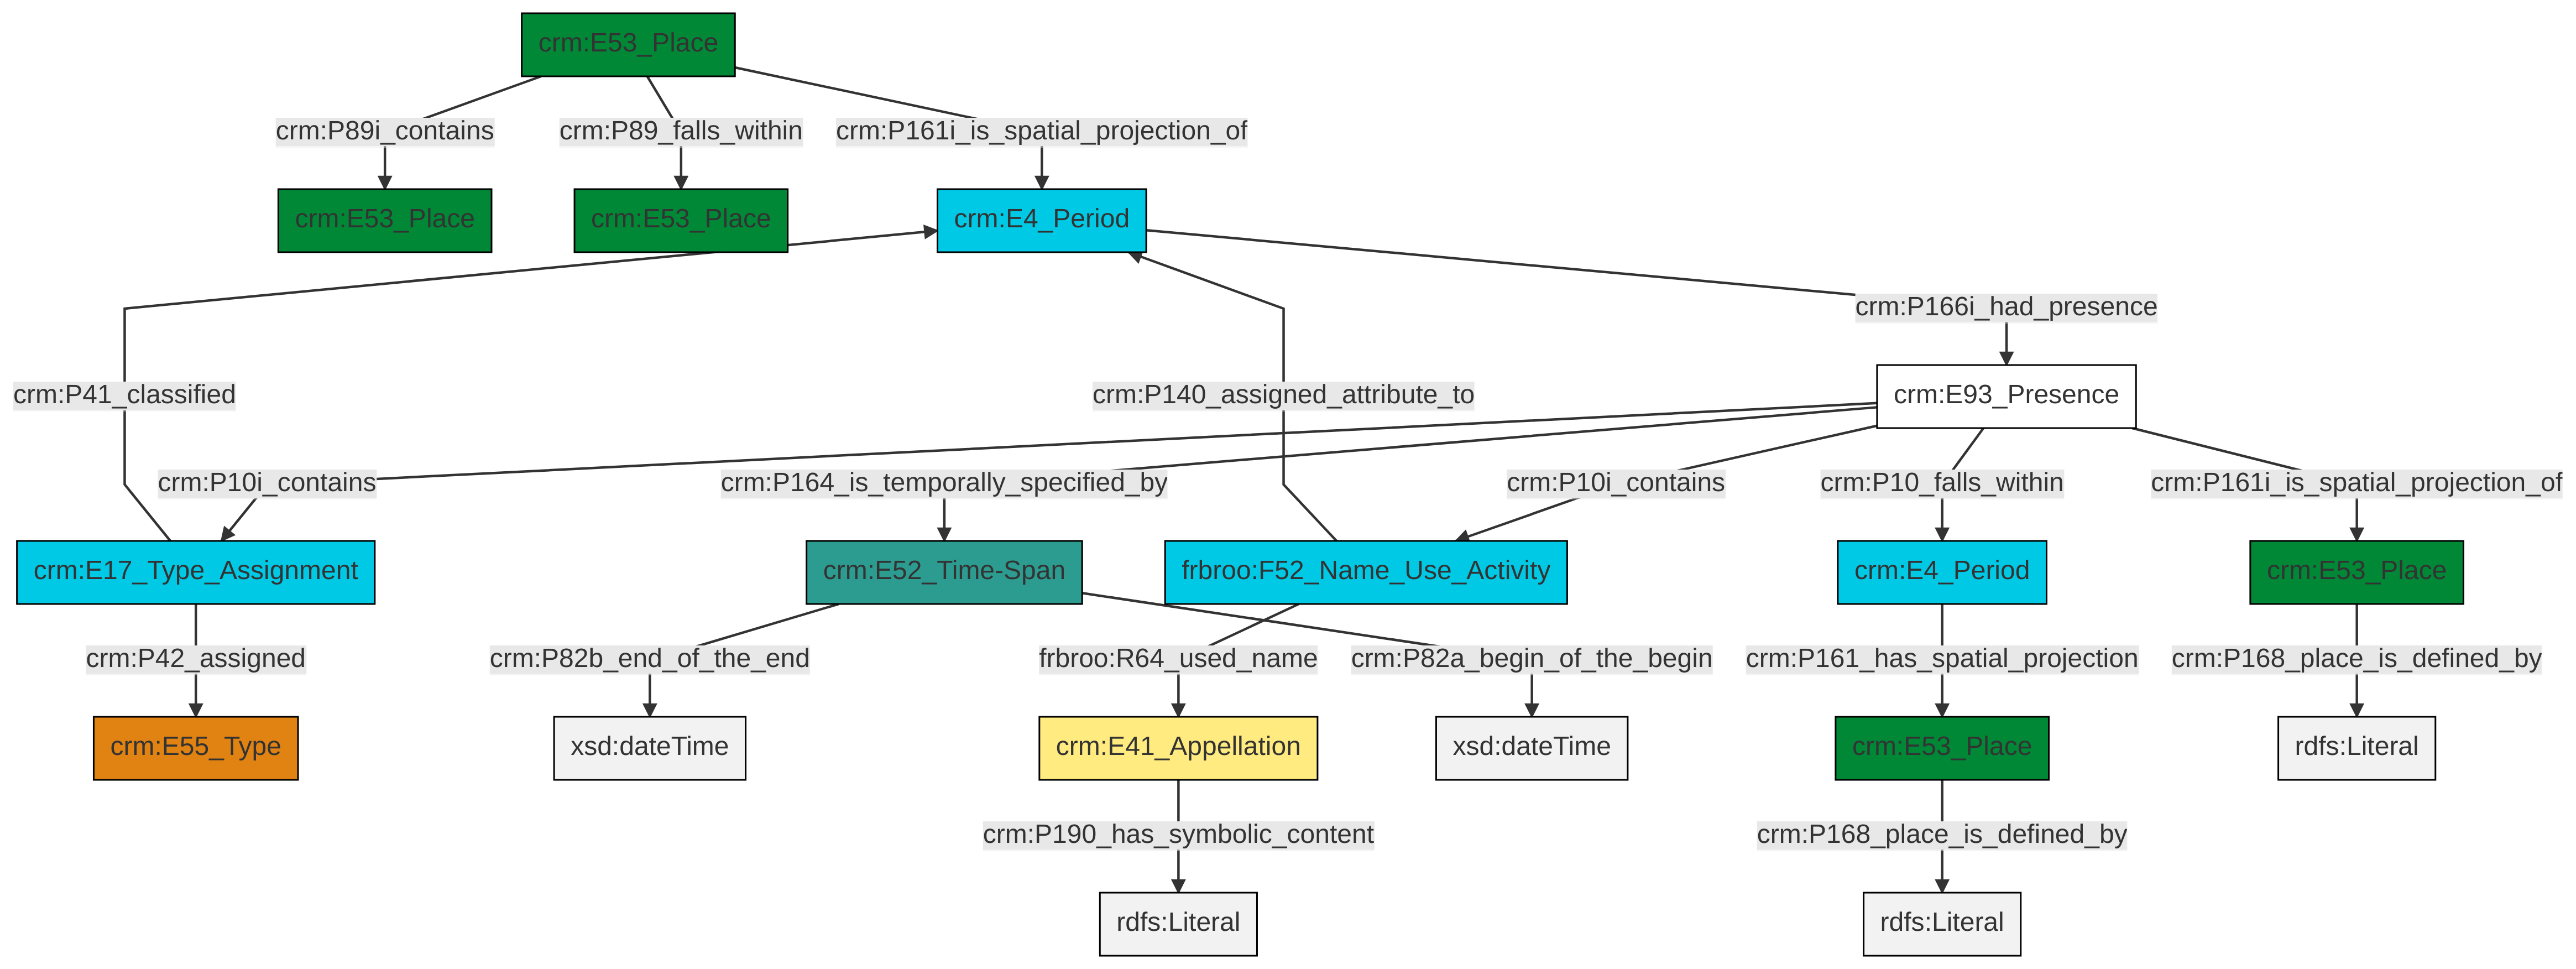 crm:E53_Place
crm:P89i_contains
crm:P89_falls_within
crm:P161i_is_spatial_projection_of
crm:E53_Place
crm:E53_Place
crm:E4_Period
crm:P166i_had_presence
crm:P41_classified
crm:P140_assigned_attribute_to
crm:E93_Presence
crm:P10i_contains
crm:P164_is_temporally_specified_by
crm:P10i_contains
crm:P10_falls_within
crm:P161i_is_spatial_projection_of
crm:E17_Type_Assignment
crm:E52_Time-Span
frbroo:F52_Name_Use_Activity
crm:E4_Period
crm:E53_Place
crm:P42_assigned
crm:P82b_end_of_the_end
frbroo:R64_used_name
crm:P82a_begin_of_the_begin
crm:P161_has_spatial_projection
crm:P168_place_is_defined_by
crm:E55_Type
xsd:dateTime
crm:E41_Appellation
xsd:dateTime
crm:E53_Place
rdfs:Literal
crm:P190_has_symbolic_content
crm:P168_place_is_defined_by
rdfs:Literal
rdfs:Literal